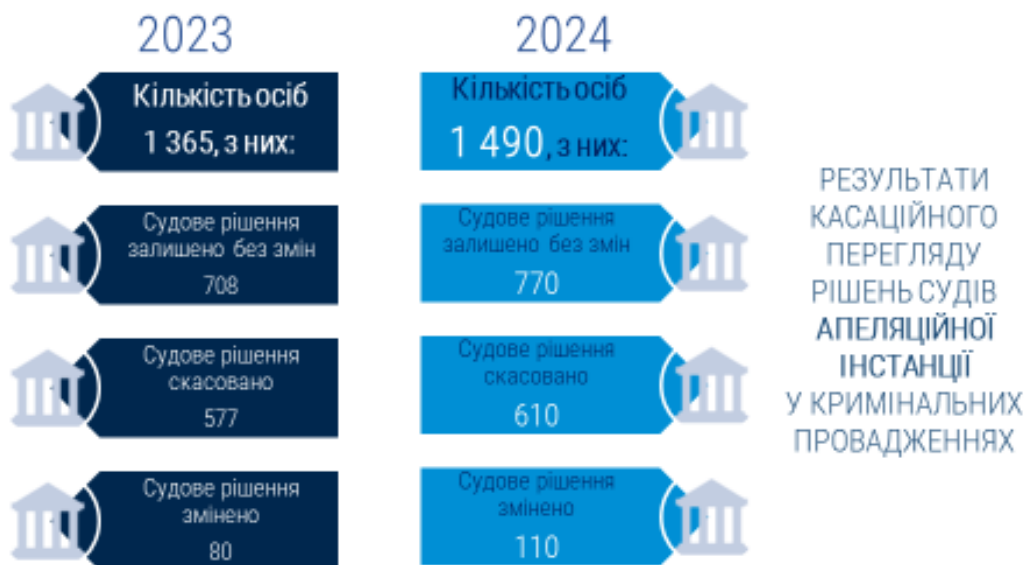 2023
Кількість осіб
1 365, з них:
Судове рішення
залишено без змін
708
Судове рішення
скасовано
577
Судове рішення
змінено
80
2024
Кількість осіб
1 490, з них:
Судове рішення
залишено без змін
770
Судове рішення
скасовано
610
Судове рішення
змінено
110
РЕЗУЛЬТАТИ
КАСАЦІЙНОГО
ПЕРЕГЛЯДУ
РІШЕНЬ СУДІВ
АПЕЛЯЦІЙНОЇ
ІНСТАНЦІЇ
У КРИМІНАЛЬНИХ
ПРОВАДЖЕННЯХ